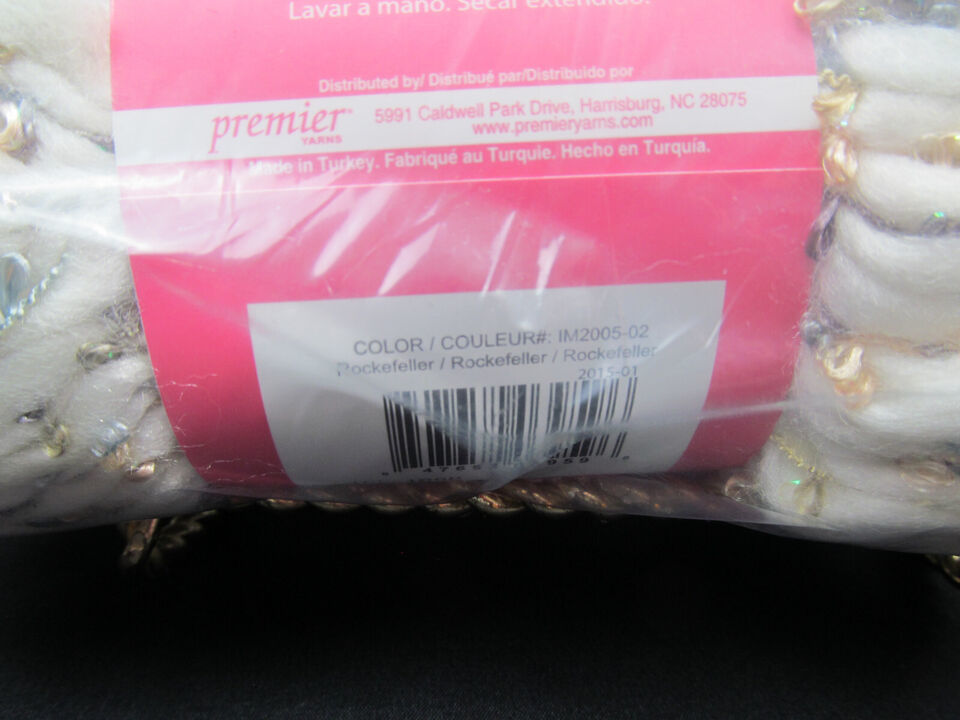 Lavar a mano. Secar extendido.
Distributed by/ Distribué par/Distribuido por
premier™
YARNS
5991 Caldwell Park Drive, Harrisburg, NC 28075
www.premieryarns.com
Made in Turkey. Fabriqué au Turquie. Hecho en Turquía.
COLOR / COULEUR#: IM2005-02
Rockefeller / Rockefeller / Rockefeller
2015-01